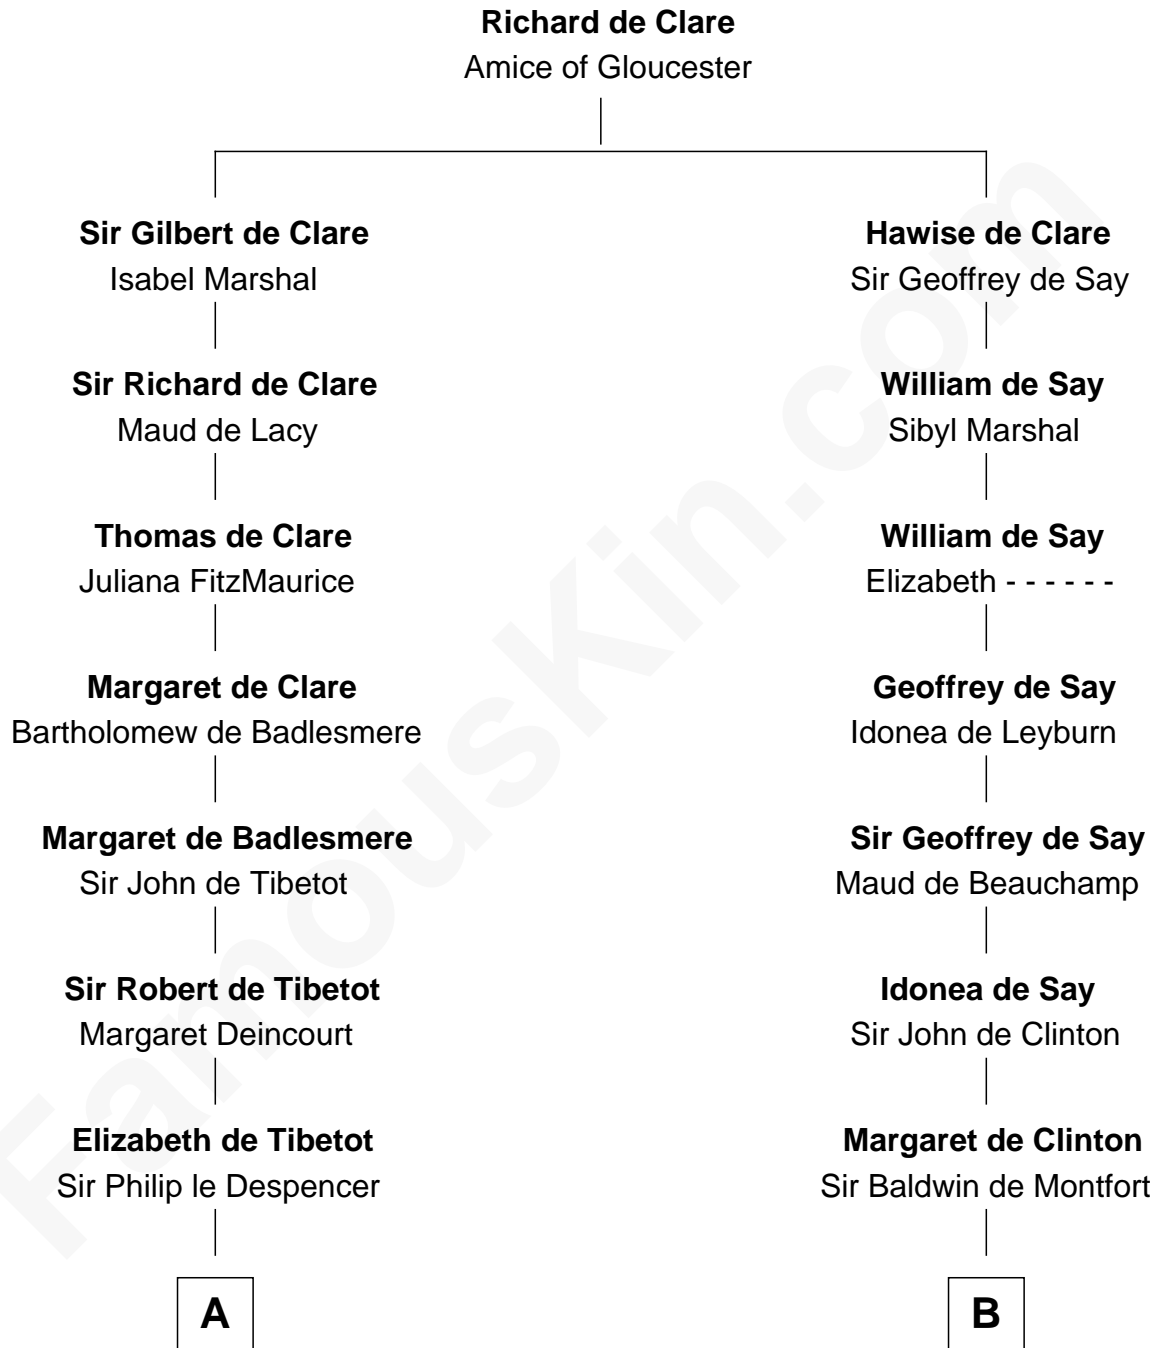 Richard de Clare
Amice of Gloucester
Sir Gilbert de Clare
Isabel Marshal
Hawise de Clare
Sir Geoffrey de Say
Sir Richard de Clare
Maud de Lacy
William de Say
Sibyl Marshal
Thomas de Clare
Juliana FitzMaurice
William de Say
Elizabeth - - - - - -
Margaret de Clare
Bartholomew de Badlesmere
Geoffrey de Say
Idonea de Leyburn
Margaret de Badlesmere
Sir John de Tibetot
Sir Geoffrey de Say
Maud de Beauchamp
Sir Robert de Tibetot
Margaret Deincourt
Idonea de Say
Sir John de Clinton
Elizabeth de Tibetot
Sir Philip le Despencer
Margaret de Clinton
Sir Baldwin de Montfort
A
B
FamousKin.com